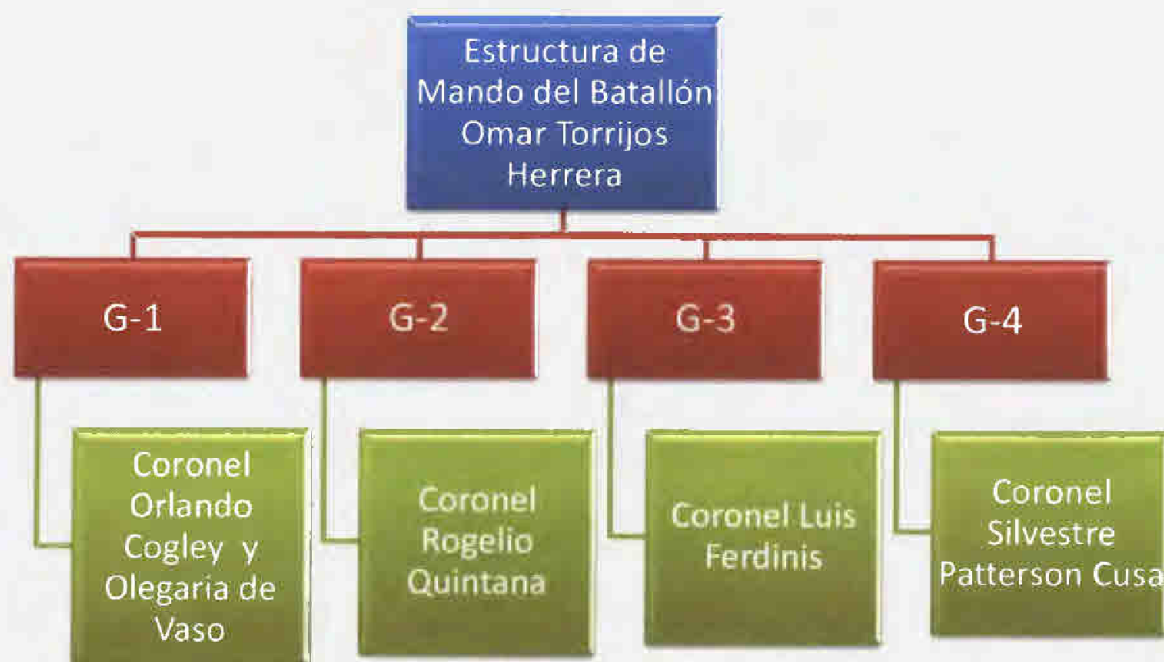 Estructura de
Mando del Batallón
Omar Torrijos
Herrera
G-1
G-2
G-3
G-4
Coronel
Orlando
Cogley y
Olegaria de
Vaso
Coronel
Rogelio
Quintana
Coronel Luis
Ferdinis
Coronel
Silvestre
Patterson Cusa